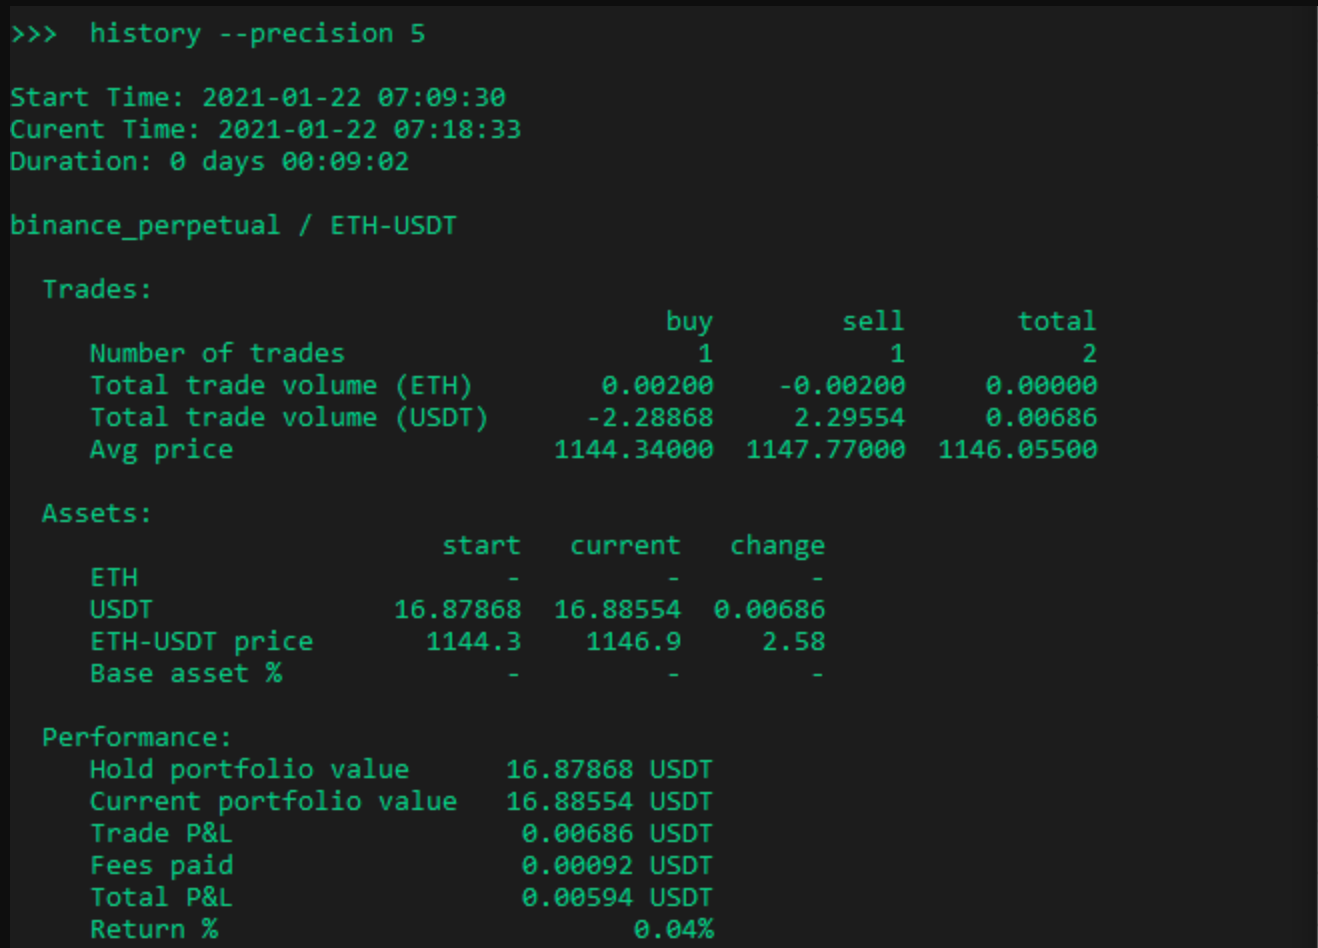 >>>  history --precision 5
Start Time: 2021-01-22 07:09:30
Curent Time: 2021-01-22 07:18:33
Duration: 0 days 00:09:02
binance_perpetual / ETH-USDT
Trades:
buy sell total
Number of trades 1 1 2
Total trade volume (ETH) 0.00200 -0.00200 0.00000
Total trade volume (USDT) -2.28868 2.29554 0.00686
Avg price 1144.34000 1147.77000 1146.05500
Assets:
start current change
ETH - - -
USDT 16.87868 16.88554 0.00686
ETH-USDT price 1144.3 1146.9 2.58
Base asset % - - -
Performance:
Hold portfolio value 16.87868 USDT
Current portfolio value 16.88554 USDT
Trade P&L 0.00686 USDT
Fees paid 0.00092 USDT
Total P&L 0.00594 USDT
Return % 0.04%